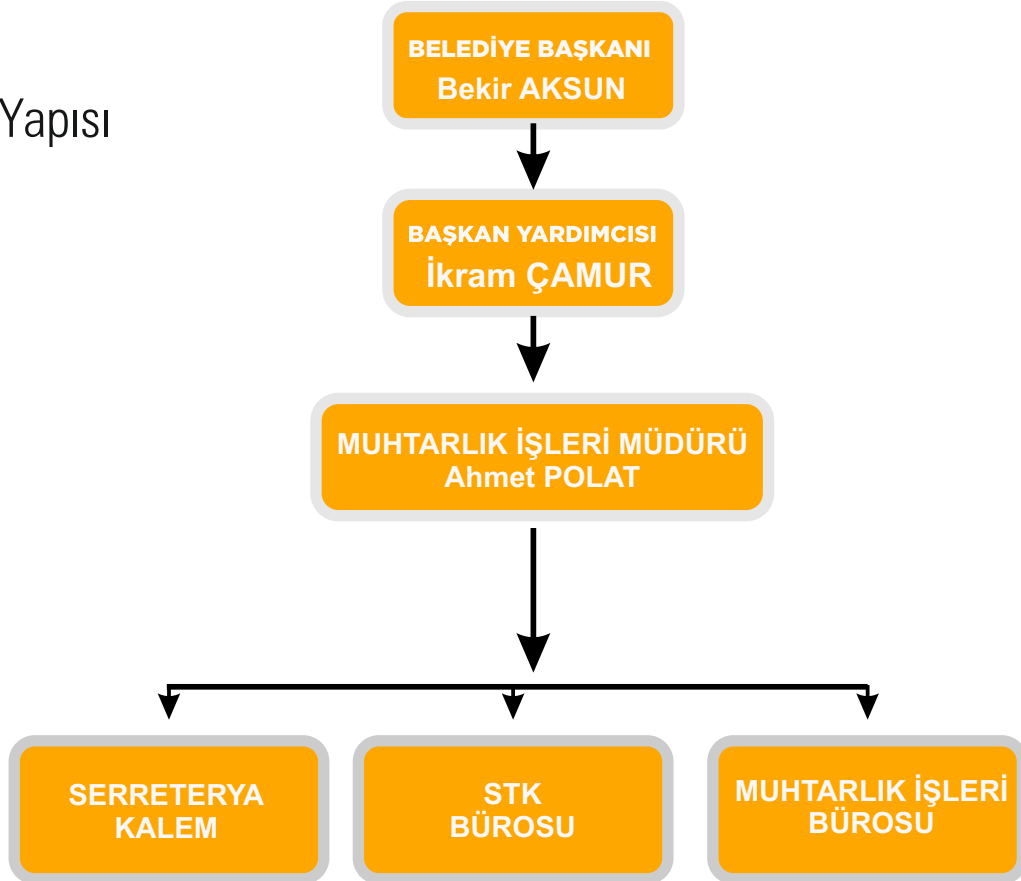 Yapısı
BELEDİYE BAŞKANI
Bekir AKSUN
BAŞKAN YARDIMCISI
İkram ÇAMUR
MUHTARLIK İŞLERİ MÜDÜRÜ
Ahmet POLAT
SERRETERYA
KALEM
STK
BÜROSU
MUHTARLIK İŞLERİ
BÜROSU